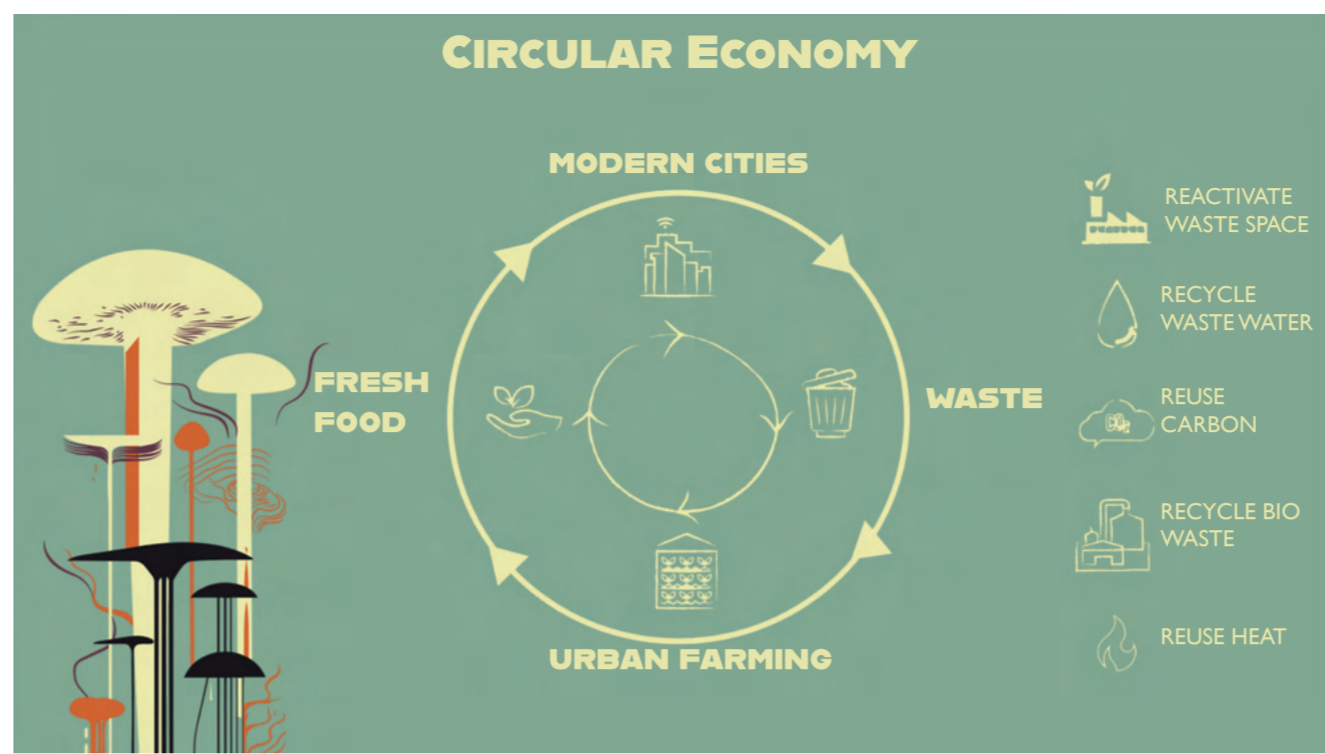 CIRCULAR ECONOMY
MODERN CITIES
FRESH
FOOD
WASTE
URBAN FARMING
REACTIVATE
WASTE SPACE
RECYCLE
WASTE WATER
REUSE
CARBON
CO₂
RECYCLE BIO
WASTE
REUSE HEAT